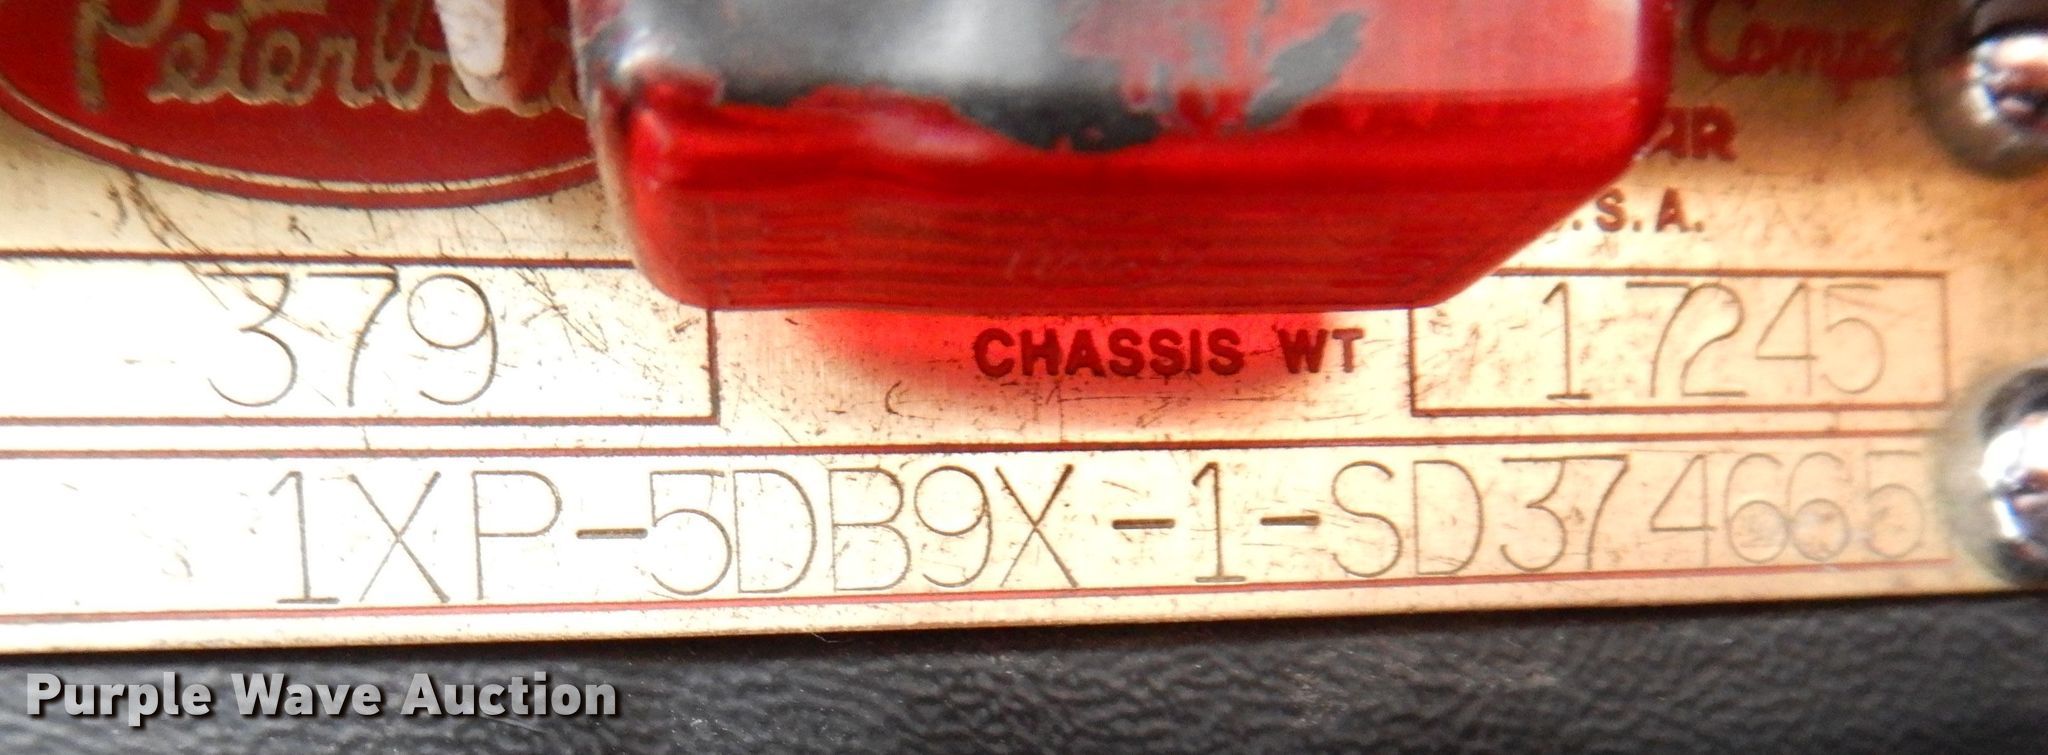 Peterbilt
CHASSIS WT
.S.A.
379
17245
1XP-5DB9X-1-SD374665
Purple Wave Auction